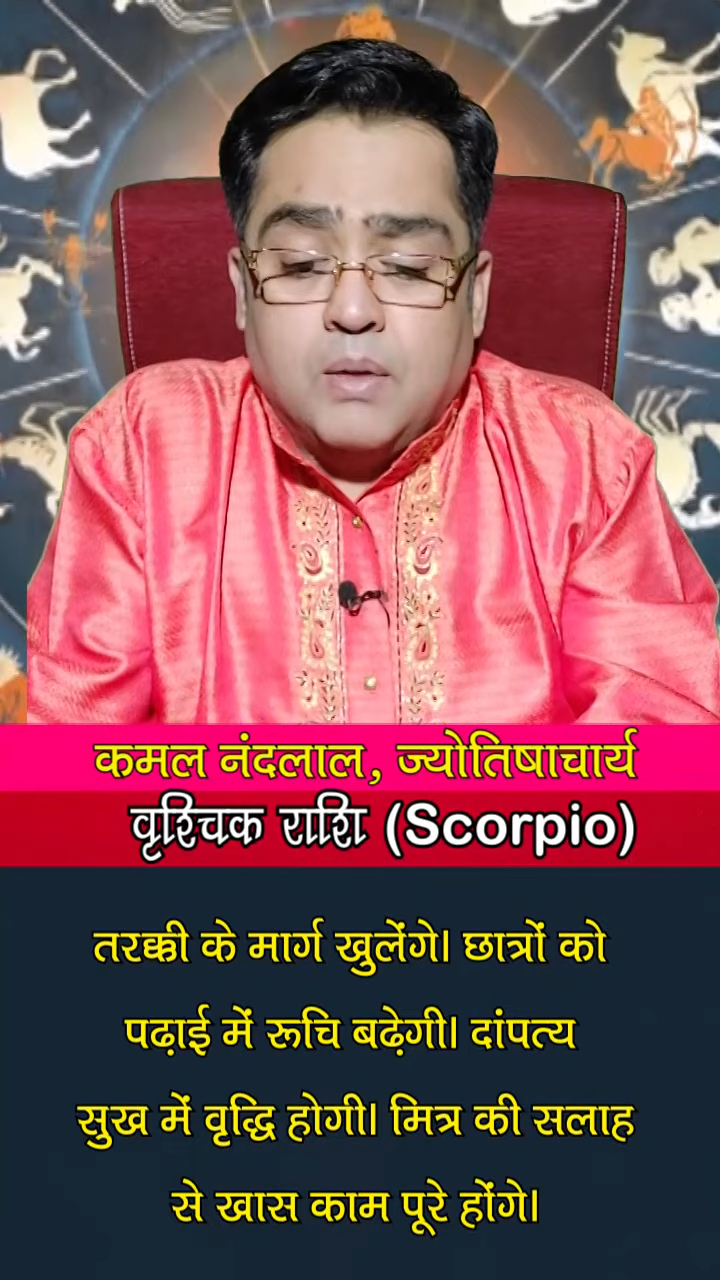 कमल नंदलाल, ज्योतिषाचार्य
वृश्चिक राशि (Scorpio)
तरक्की के मार्ग खुलेंगे। छात्रों को
पढ़ाई में रूचि बढ़ेगी। दांपत्य
सुख में वृद्धि होगी। मित्र की सलाह
से खास काम पूरे होंगे।